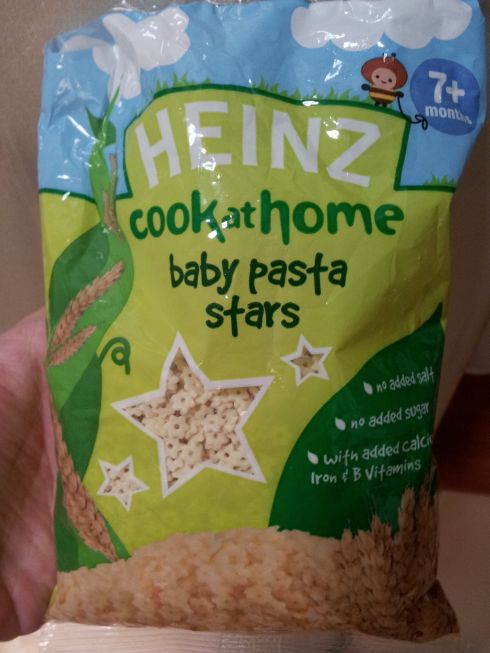 7+
months
HEINZ
cook at home
baby pasta
stars
no added salt
no added sugar
with added
Iron & B Vitamins